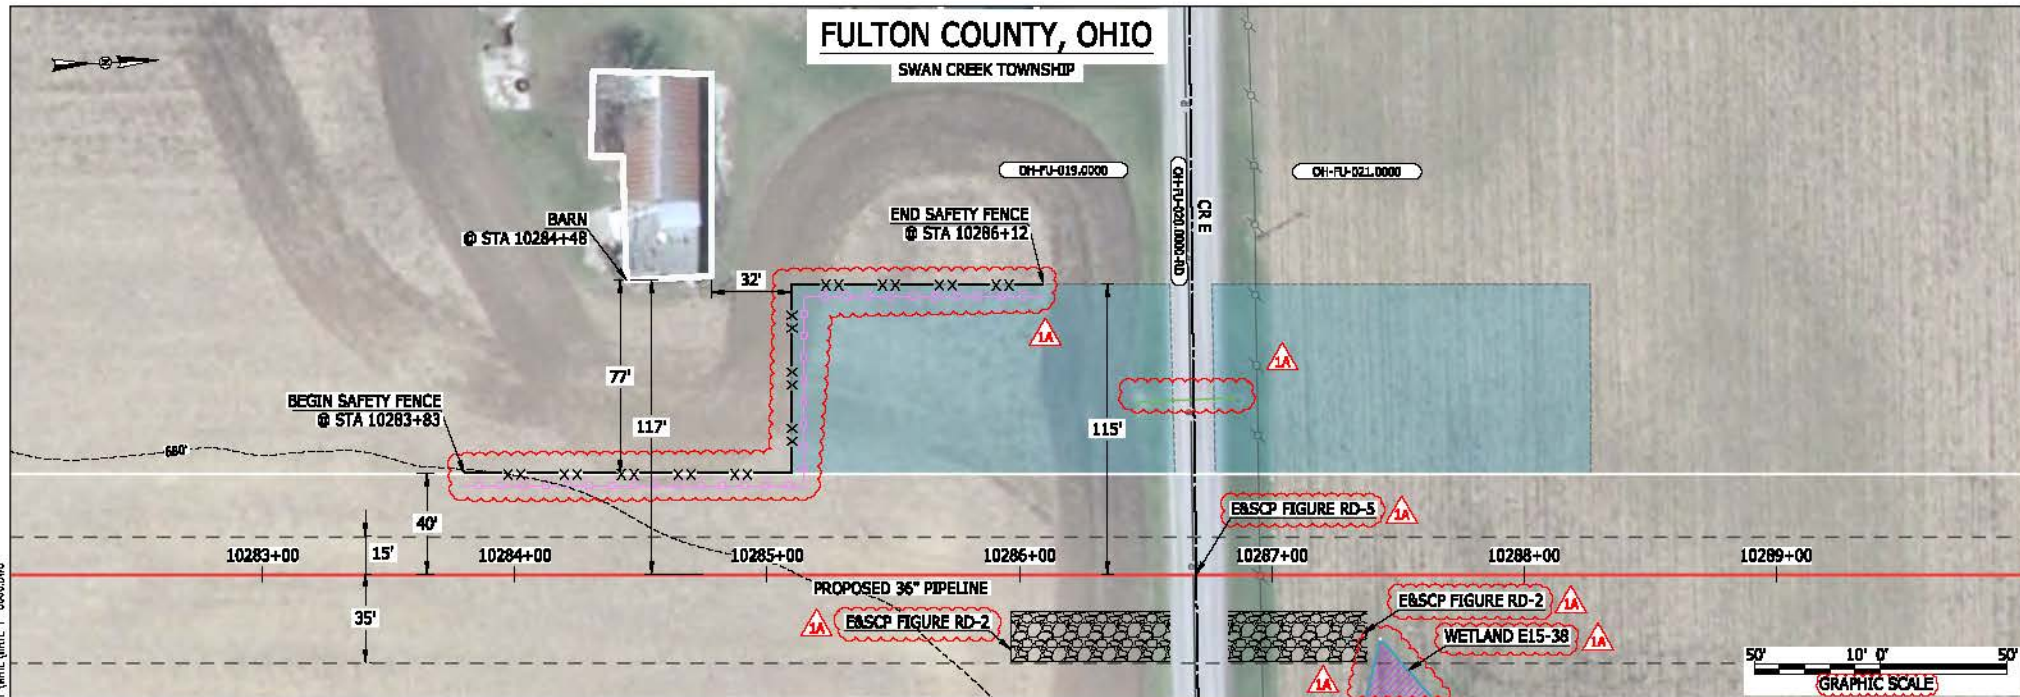 FULTON COUNTY, OHIO
SWAN CREEK TOWNSHIP
OH-FU-019.0000
OH-FU-020.0000-RD
CR E
OH-FU-021.0000
BARN
@ STA 10284+48
END SAFETY FENCE
@ STA 10286+12
32'
1A
1A
77'
117'
115'
BEGIN SAFETY FENCE
@ STA 10283+83
680'
40'
E&SCP FIGURE RD-5
1A
15'
10283+00
10284+00
10285+00
10286+00
10287+00
10288+00
10289+00
PROPOSED 36" PIPELINE
35'
1A
E&SCP FIGURE RD-2
E&SCP FIGURE RD-2
1A
WETLAND E15-38
1A
1A
50' 10' 0' 50'
GRAPHIC SCALE